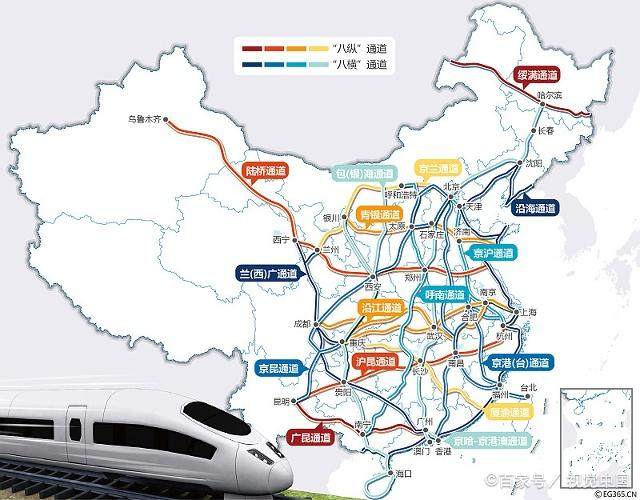 "八纵"通道
"八横"通道
绥满通道
哈尔滨
长春
乌鲁木齐
沈阳
陆桥通道
包(银)海通道
京兰通道
呼和浩特
北京
天津
沿海通道
银川
青银通道
太原
石家庄
济南
西宁
兰州
京沪通道
兰(西)广通道
西安
郑州
呼南通道
南京
合肥
上海
沿江通道
成都
武汉
杭州
重庆
京昆通道
沪昆通道
长沙
南昌
京港(台)通道
贵阳
福州
台北
昆明
厦渝通道
广昆通道
南宁
广州
澳门
香港
京哈-京港澳通道
海口
百家号/视觉中国
©EG365.CN